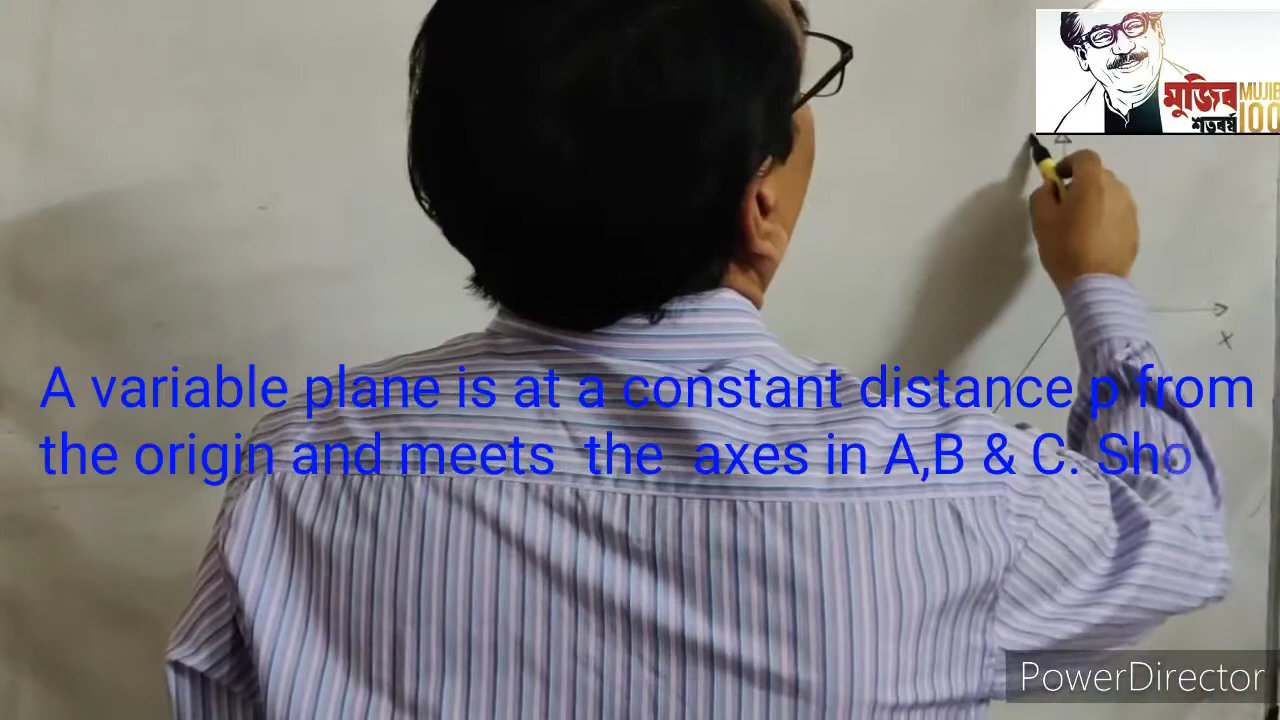 মুজিব
MUJIB
শতবর্ষ
100
x
A variable plane is at a constant distance p from
the origin and meets the axes in A,B & C. Sho
PowerDirector